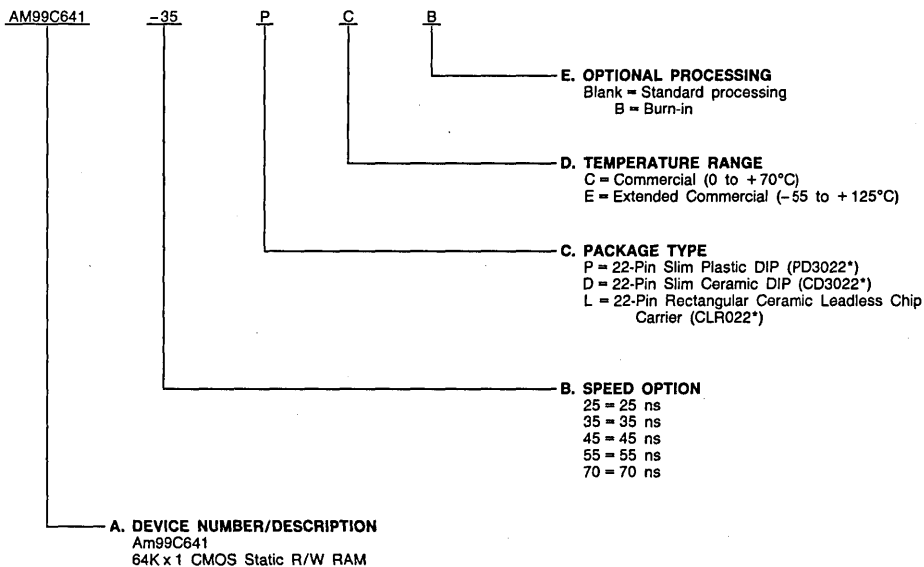 AM99C641 -35 P C B
E. OPTIONAL PROCESSING
Blank = Standard processing
B = Burn-in
D. TEMPERATURE RANGE
C = Commercial (0 to +70°C)
E = Extended Commercial (-55 to +125°C)
C. PACKAGE TYPE
P = 22-Pin Slim Plastic DIP (PD3022*)
D = 22-Pin Slim Ceramic DIP (CD3022*)
L = 22-Pin Rectangular Ceramic Leadless Chip
Carrier (CLR022*)
B. SPEED OPTION
25 = 25 ns
35 = 35 ns
45 = 45 ns
55 = 55 ns
70 = 70 ns
A. DEVICE NUMBER/DESCRIPTION
Am99C641
64K x 1 CMOS Static R/W RAM